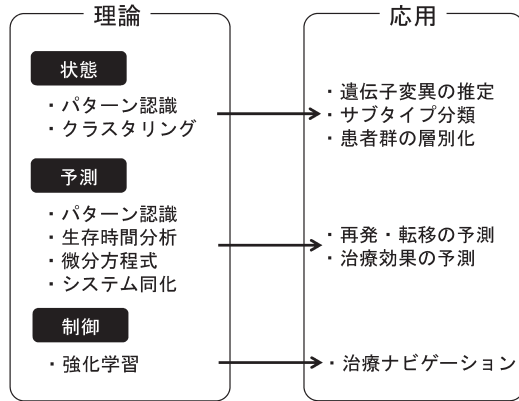 理論
状態
・パターン認識
・クラスタリング
予測
・パターン認識
・生存時間分析
・微分方程式
・システム同化
制御
・強化学習
応用
・遺伝子変異の推定
・サブタイプ分類
・患者群の層別化
・再発・転移の予測
・治療効果の予測
・治療ナビゲーション